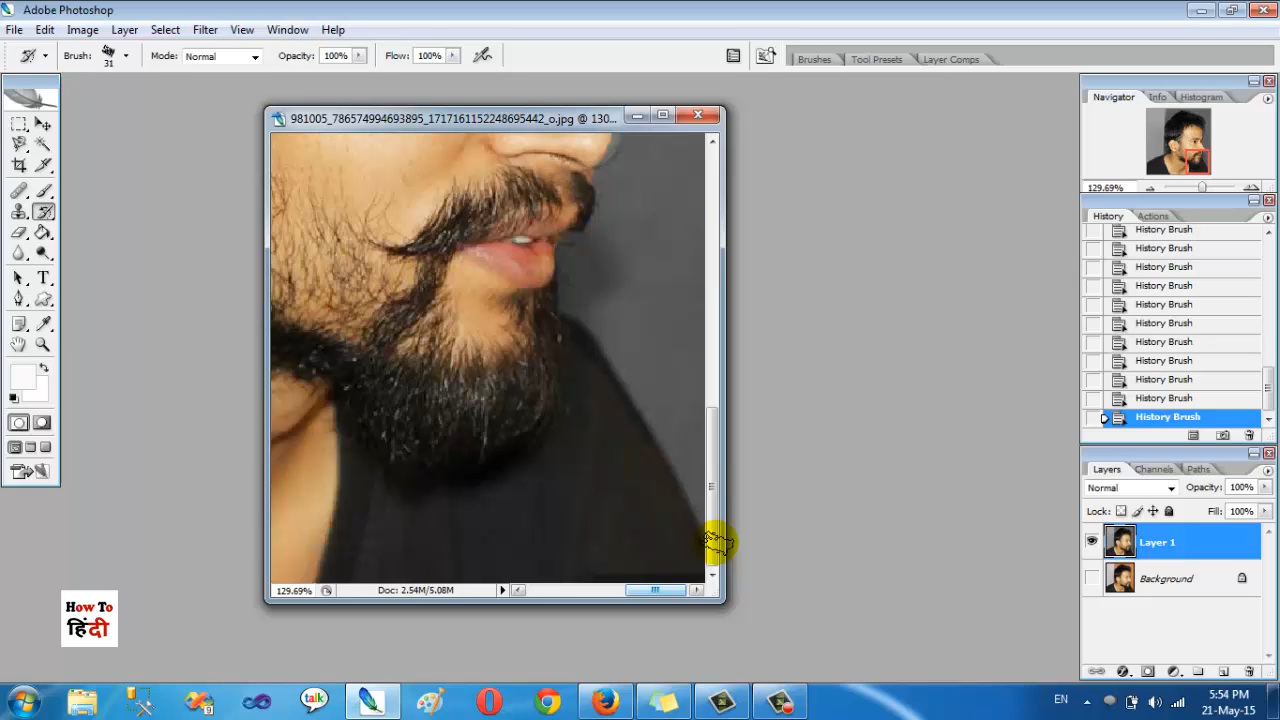 Adobe Photoshop
File Edit Image Layer Select Filter View Window Help
Brush: 31 Mode: Normal Opacity: 100% Flow: 100%
Brushes Tool Presets Layer Comps
981005_786574994693895_1717161152248695442_o.jpg @ 130...
Navigator Info Histogram
129.69%
History Actions
History Brush
History Brush
History Brush
History Brush
History Brush
History Brush
History Brush
History Brush
History Brush
History Brush
History Brush
Layers Channels Paths
Normal Opacity: 100%
Lock: Fill: 100%
Layer 1
Background
129.69% Doc: 2.54M/5.08M
How To
हिंदी
talk
EN
5:54 PM
21-May-15